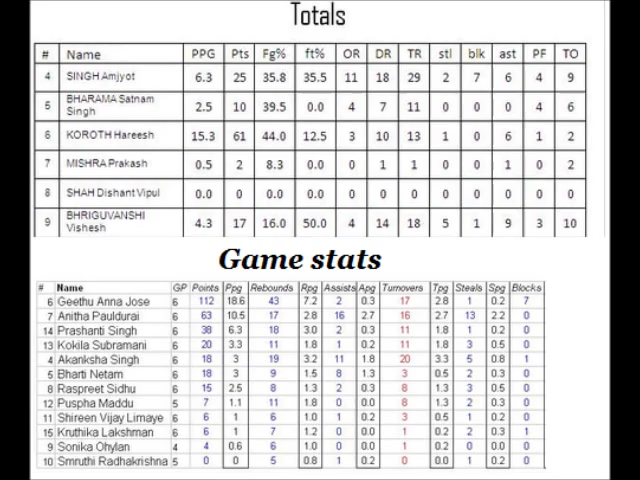 Totals
# Name PPG Pts Fg% ft% OR DR TR stl blk ast PF TO
4 SINGH Amjyot 6.3 25 35.8 35.5 11 18 29 2 7 6 4 9
5 BHARAMA Satnam Singh 2.5 10 39.5 0.0 4 7 11 0 0 0 4 6
6 KOROTH Hareesh 15.3 61 44.0 12.5 3 10 13 1 0 6 1 2
7 MISHRA Prakash 0.5 2 8.3 0.0 0 1 1 0 0 1 0 2
8 SHAH Dishant Vipul 0.0 0 0.0 0.0 0 0 0 0 0 0 0 0
9 BHRIGUVANSHI Vishesh 4.3 17 16.0 50.0 4 14 18 5 1 9 3 10
Game stats
# Name GP Points Ppg Rebounds Rpg Assists Apg Turnovers Tpg Steals Spg Blocks
6 Geethu Anna Jose 6 112 18.6 43 7.2 2 0.3 17 2.8 1 0.2 7
7 Anitha Pauldurai 6 63 10.5 17 2.8 16 2.7 16 2.7 13 2.2 0
14 Prashanti Singh 6 38 6.3 18 3.0 2 0.3 11 1.8 1 0.2 0
13 Kokila Subramani 6 20 3.3 11 1.8 1 0.2 11 1.8 3 0.5 0
4 Akanksha Singh 6 18 3 19 3.2 11 1.8 20 3.3 5 0.8 1
5 Bharti Netam 6 18 3 9 1.5 8 1.3 3 0.5 2 0.3 0
8 Raspreet Sidhu 6 15 2.5 8 1.3 2 0.3 8 1.3 3 0.5 0
12 Puspha Maddu 5 7 1.1 11 1.8 0 0.0 8 1.3 2 0.3 0
11 Shireen Vijay Limaye 6 6 1 6 1.0 1 0.2 3 0.5 1 0.2 0
15 Kruthika Lakshman 6 6 1 7 1.2 0 0.0 1 0.2 2 0.3 1
9 Sonika Ohylan 4 4 0.6 6 1.0 0 0.0 1 0.2 0 0.0 0
10 Smruthi Radhakrishna 5 0 0 5 0.8 1 0.2 0 0.0 1 0.2 0